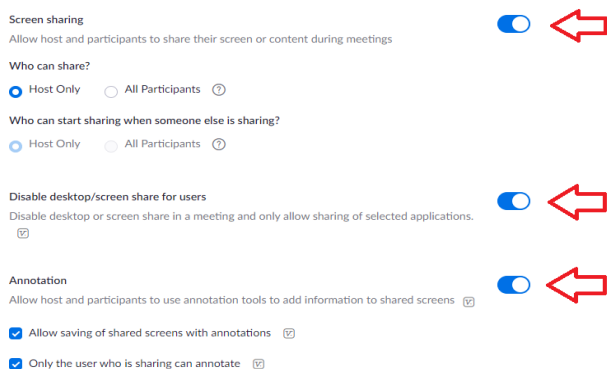 Screen sharing
Allow host and participants to share their screen or content during meetings
Who can share?
Host Only All Participants ?
Who can start sharing when someone else is sharing?
Host Only All Participants ?
Disable desktop/screen share for users
Disable desktop or screen share in a meeting and only allow sharing of selected applications.
Annotation
Allow host and participants to use annotation tools to add information to shared screens
Allow saving of shared screens with annotations
Only the user who is sharing can annotate